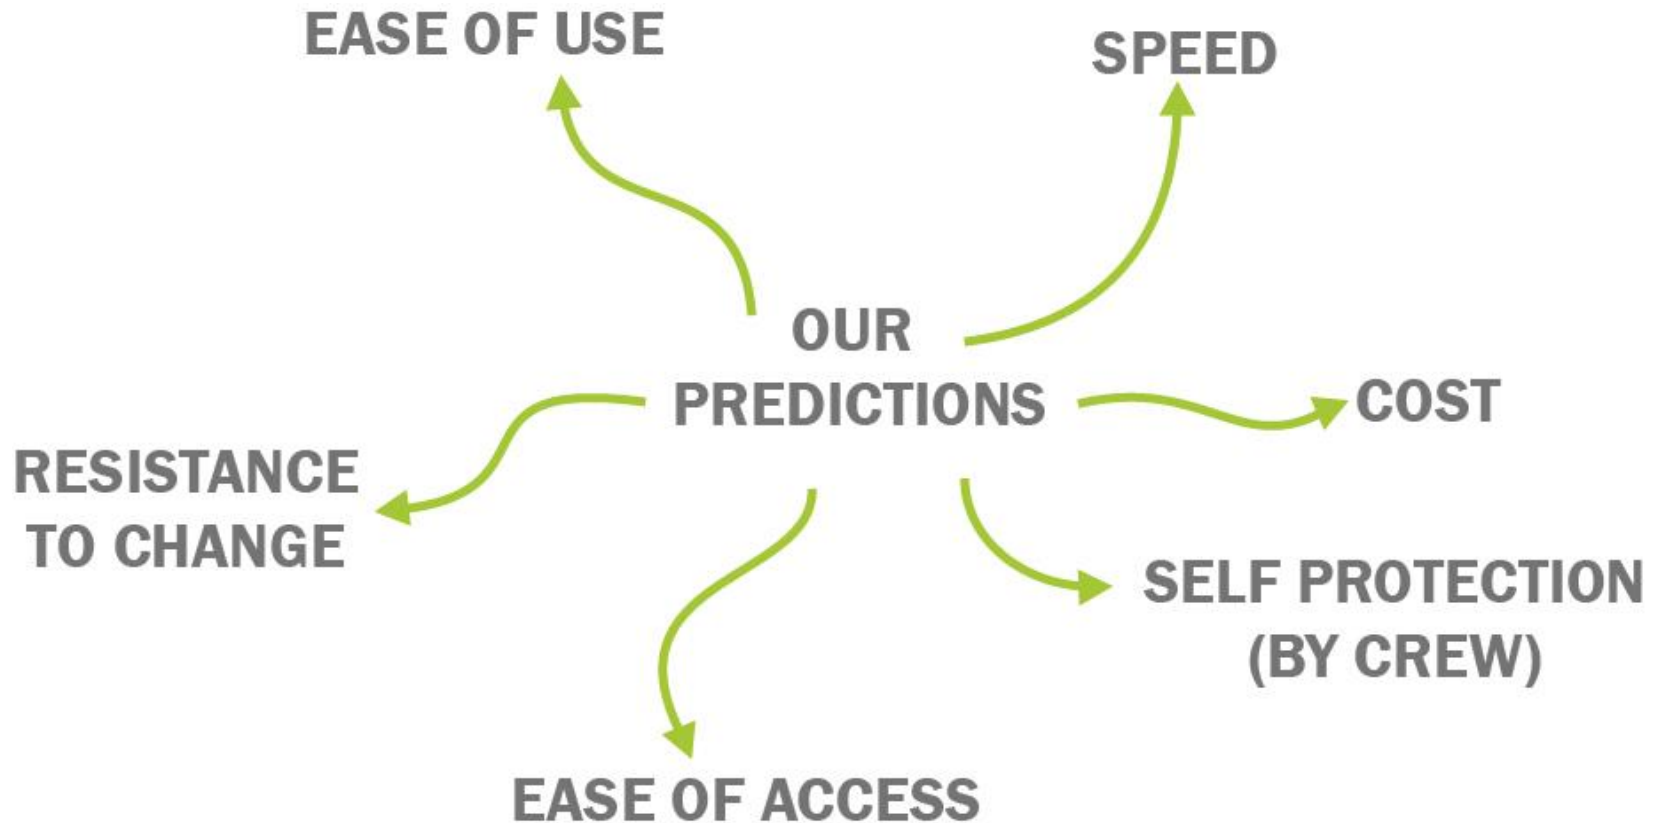 EASE OF USE
SPEED
OUR
PREDICTIONS
COST
RESISTANCE
TO CHANGE
SELF PROTECTION
(BY CREW)
EASE OF ACCESS